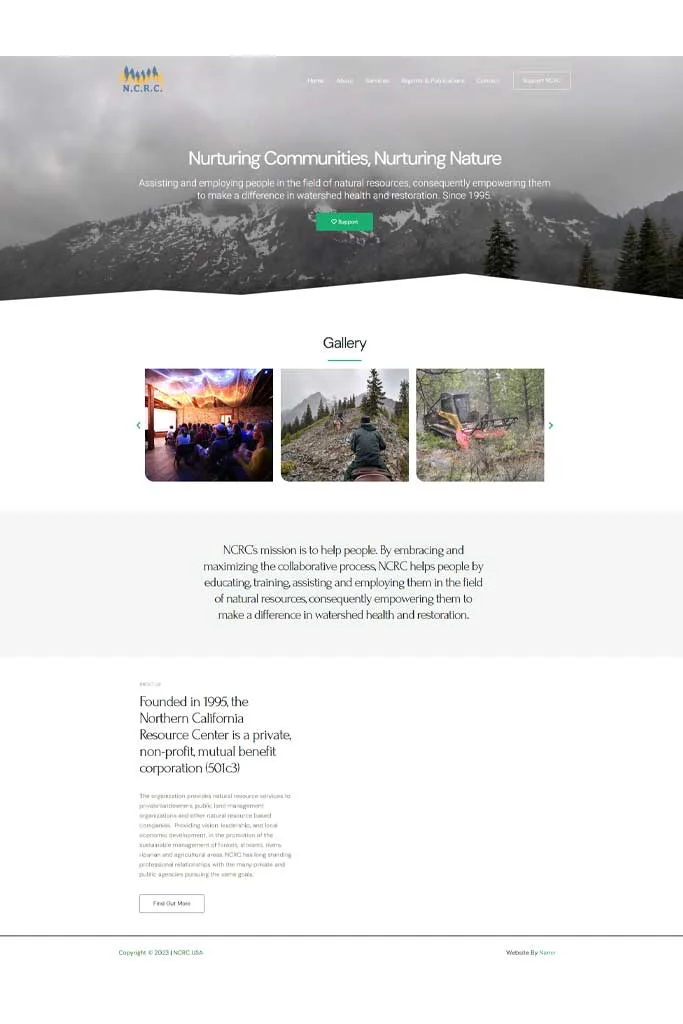 N.C.R.C.
Home About Services Reports & Publications Contact Support NCRC
Nurturing Communities, Nurturing Nature
Assisting and employing people in the field of natural resources, consequently empowering them
to make a difference in watershed health and restoration. Since 1995.
Support
Gallery
NCRC's mission is to help people. By embracing and
maximizing the collaborative process, NCRC helps people by
educating, training, assisting and employing them in the field
of natural resources, consequently empowering them to
make a difference in watershed health and restoration.
ABOUT US
Founded in 1995, the
Northern California
Resource Center is a private,
non-profit, mutual benefit
corporation (501c3)
The organization provides natural resource services to
private landowners, public land management
organizations and other natural resource based
companies. Providing vision, leadership, and local
economic development, in the promotion of the
sustainable management of forests, streams, rivers,
riparian and agricultural areas. NCRC has long standing
professional relationships with the many private and
public agencies pursuing the same goals.
Find Out More
Copyright © 2023 | NCRC.USA
Website By